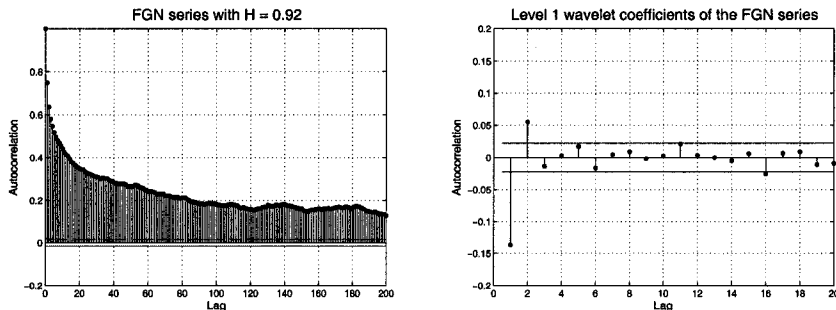 FGN series with H = 0.92
1
0.8
0.6
0.4
0.2
0
-0.2
Autocorrelation
0 20 40 60 80 100 120 140 160 180 200
Lag
Level 1 wavelet coefficients of the FGN series
0.2
0.15
0.1
0.05
0
-0.05
-0.1
-0.15
-0.2
Autocorrelation
0 2 4 6 8 10 12 14 16 18 20
Lag